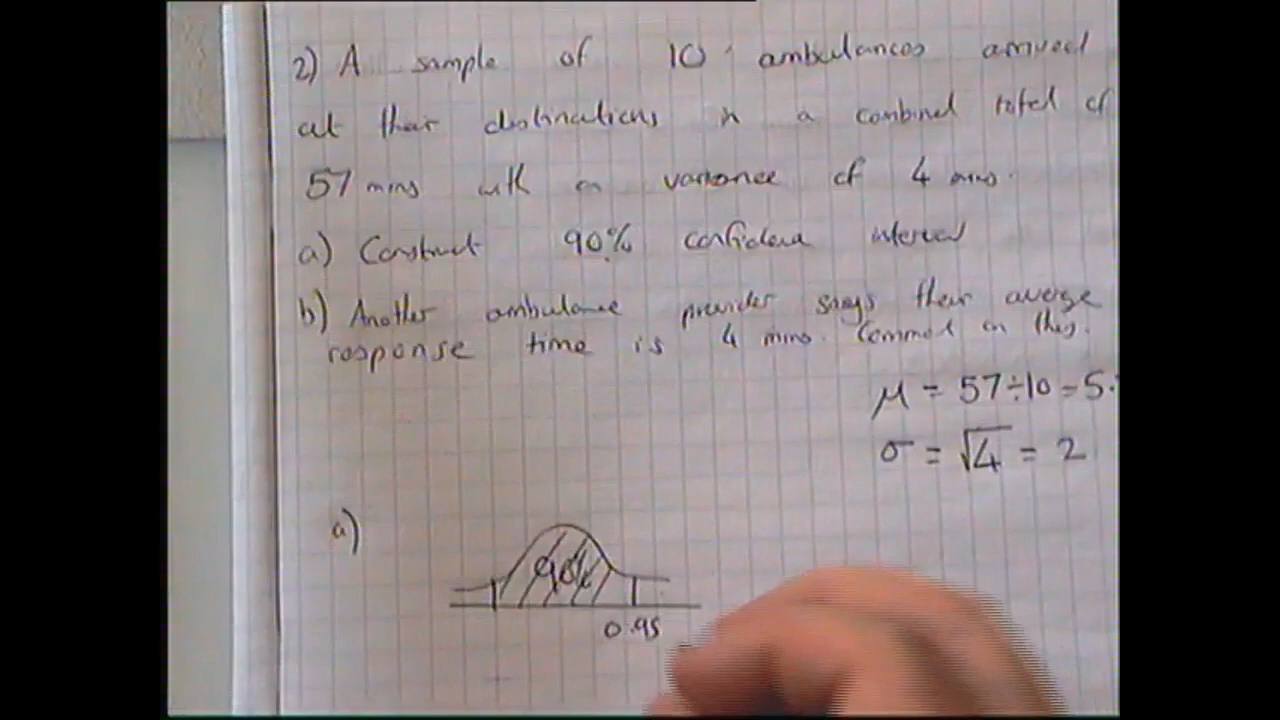 2) A sample of 10 ambulances arrived
at their destinations in a combined total of
57 mins with a variance of 4 mins.
a) Construct 90% confidence interval
b) Another ambulance provider says their average
response time is 4 mins. Comment on this.
μ = 57÷10 = 5.
σ = √4 = 2
a)
90%
0.95